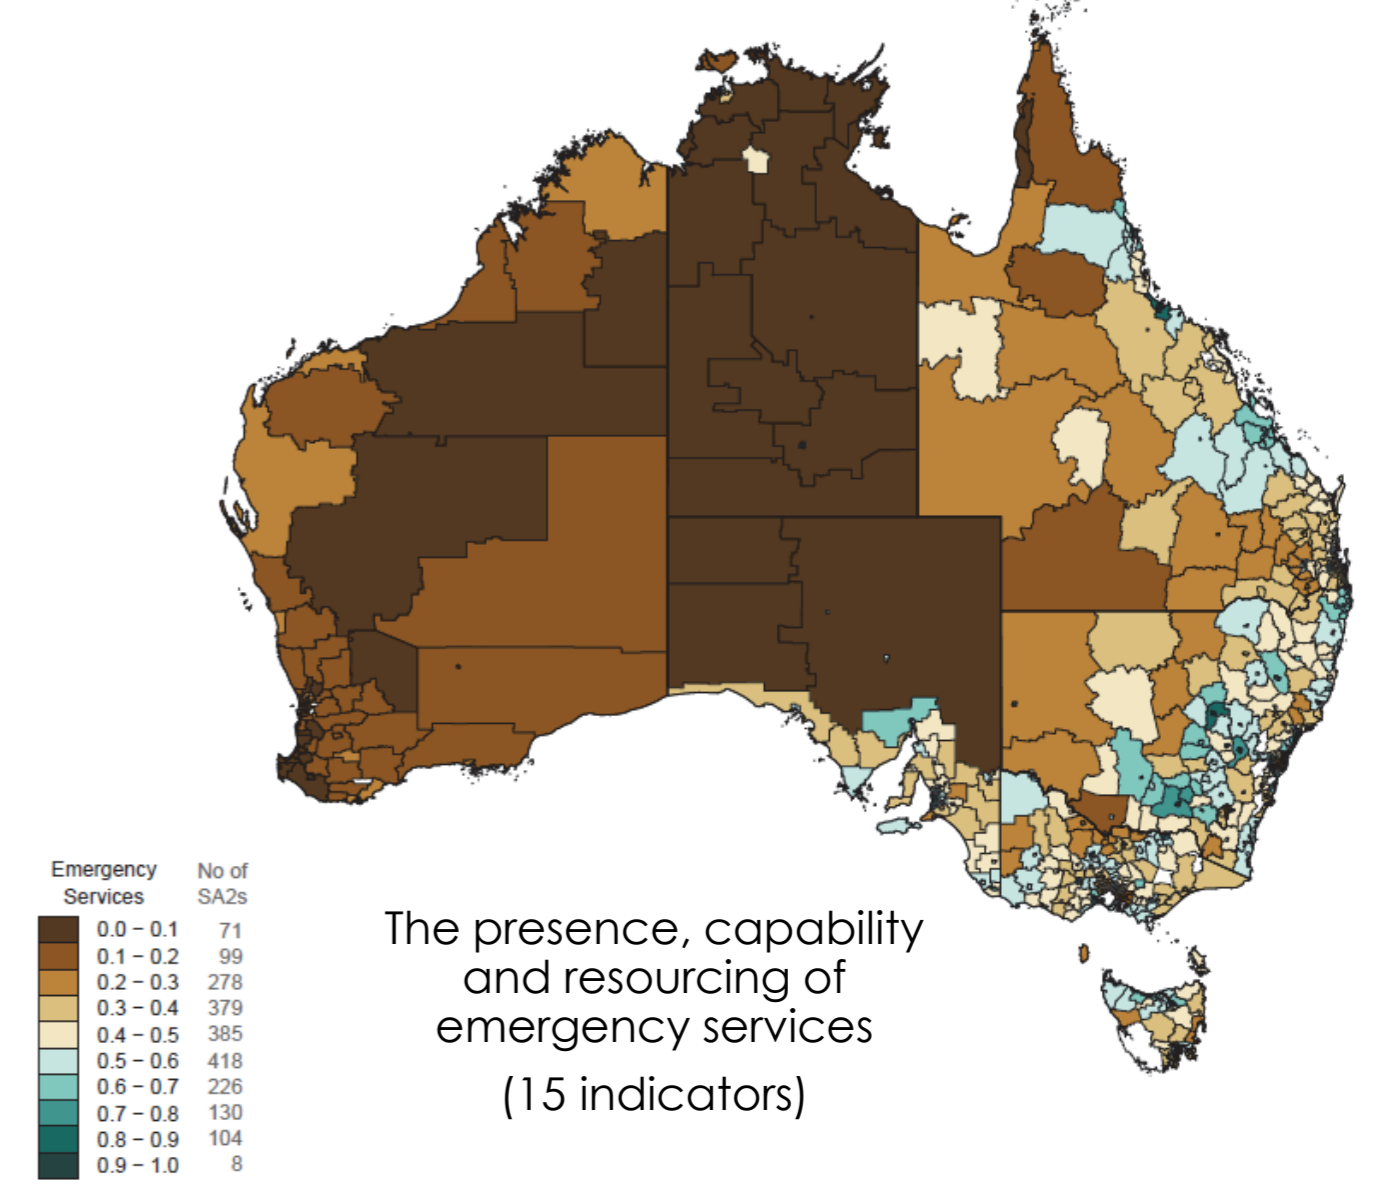 Emergency Services No of SA2s
0.0 – 0.1 71
0.1 – 0.2 99
0.2 – 0.3 278
0.3 – 0.4 379
0.4 – 0.5 385
0.5 – 0.6 418
0.6 – 0.7 226
0.7 – 0.8 130
0.8 – 0.9 104
0.9 – 1.0 8
The presence, capability
and resourcing of
emergency services
(15 indicators)